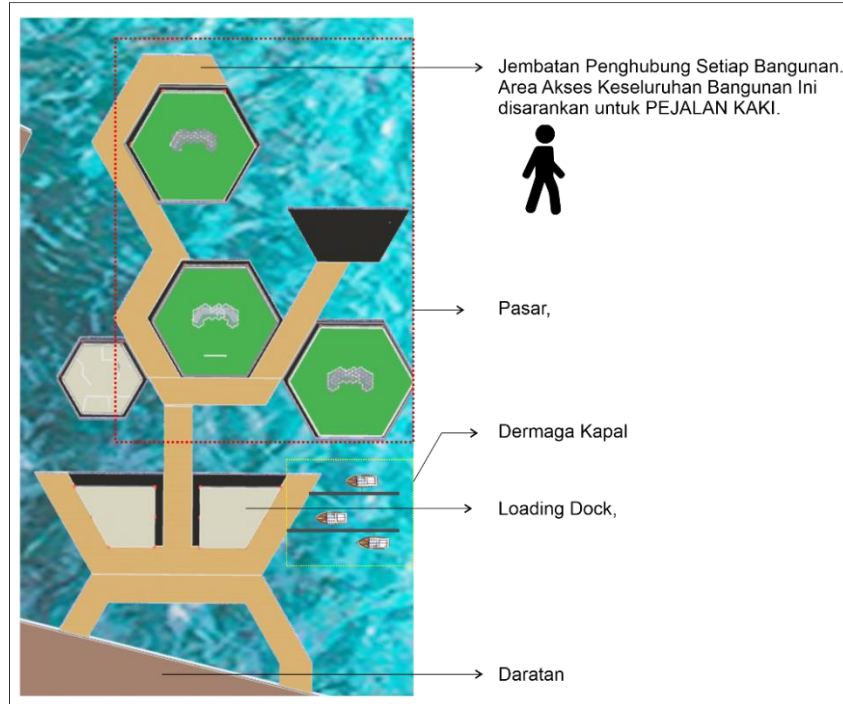 Jembatan Penghubung Setiap Bangunan.
Area Akses Keseluruhan Bangunan Ini
disarankan untuk PEJALAN KAKI.
Pasar,
Dermaga Kapal
Loading Dock,
Daratan